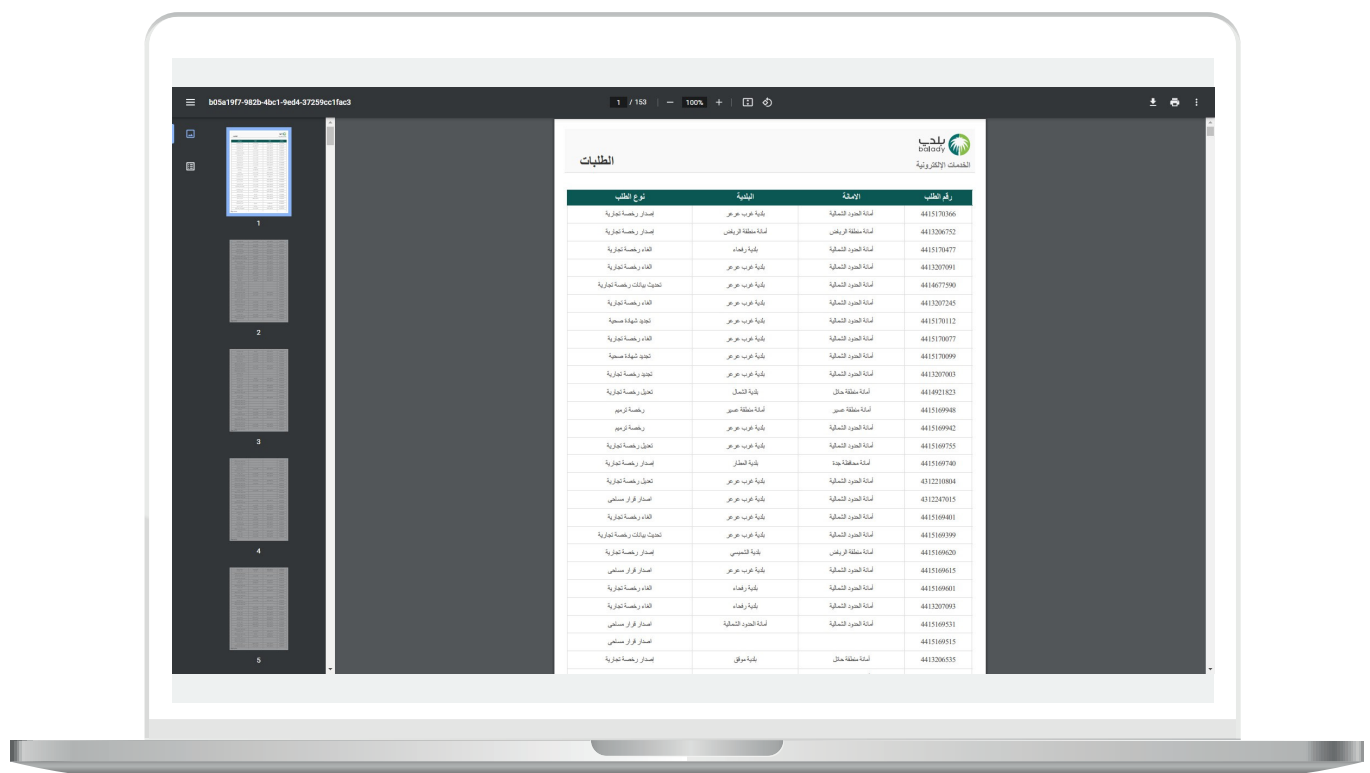 b05a19f7-982b-4bc1-9ed4-37259cc1fac3
1 / 153 − 100% +
1
2
3
4
5
بلدي
balady
الخدمات الإلكترونية
الطلبات
رقم الطلب الامانة البلدية نوع الطلب
4415170366 أمانة الحدود الشمالية بلدية غرب عرعر إصدار رخصة تجارية
4413206752 أمانة منطقة الرياض أمانة منطقة الرياض إصدار رخصة تجارية
4415170477 أمانة الحدود الشمالية بلدية رفحاء الغاء رخصة تجارية
4413207091 أمانة الحدود الشمالية بلدية غرب عرعر الغاء رخصة تجارية
4414677590 أمانة الحدود الشمالية بلدية غرب عرعر تحديث بيانات رخصة تجارية
4413207245 أمانة الحدود الشمالية بلدية غرب عرعر الغاء رخصة تجارية
4415170112 أمانة الحدود الشمالية بلدية غرب عرعر تجديد شهادة صحية
4415170077 أمانة الحدود الشمالية بلدية غرب عرعر الغاء رخصة تجارية
4415170099 أمانة الحدود الشمالية بلدية غرب عرعر تجديد شهادة صحية
4413207003 أمانة الحدود الشمالية بلدية غرب عرعر تجديد رخصة تجارية
4414921823 أمانة منطقة حائل بلدية الشمال تعديل رخصة تجارية
4415169948 أمانة منطقة عسير أمانة منطقة عسير رخصة ترميم
4415169942 أمانة الحدود الشمالية بلدية غرب عرعر رخصة ترميم
4415169755 أمانة الحدود الشمالية بلدية غرب عرعر تعديل رخصة تجارية
4415169740 أمانة محافظة جدة بلدية المطار إصدار رخصة تجارية
4312210804 أمانة الحدود الشمالية بلدية غرب عرعر تعديل رخصة تجارية
4312247015 أمانة الحدود الشمالية بلدية غرب عرعر اصدار قرار مساحى
4415169401 أمانة الحدود الشمالية بلدية غرب عرعر الغاء رخصة تجارية
4415169399 أمانة الحدود الشمالية بلدية غرب عرعر تحديث بيانات رخصة تجارية
4415169620 أمانة منطقة الرياض بلدية الشميسي إصدار رخصة تجارية
4415169615 أمانة الحدود الشمالية بلدية غرب عرعر اصدار قرار مساحى
4415169601 أمانة الحدود الشمالية بلدية رفحاء الغاء رخصة تجارية
4413207093 أمانة الحدود الشمالية بلدية رفحاء الغاء رخصة تجارية
4415169531 أمانة الحدود الشمالية أمانة الحدود الشمالية اصدار قرار مساحى
4415169515 اصدار قرار مساحى
4413206535 أمانة منطقة حائل بلدية موقق إصدار رخصة تجارية